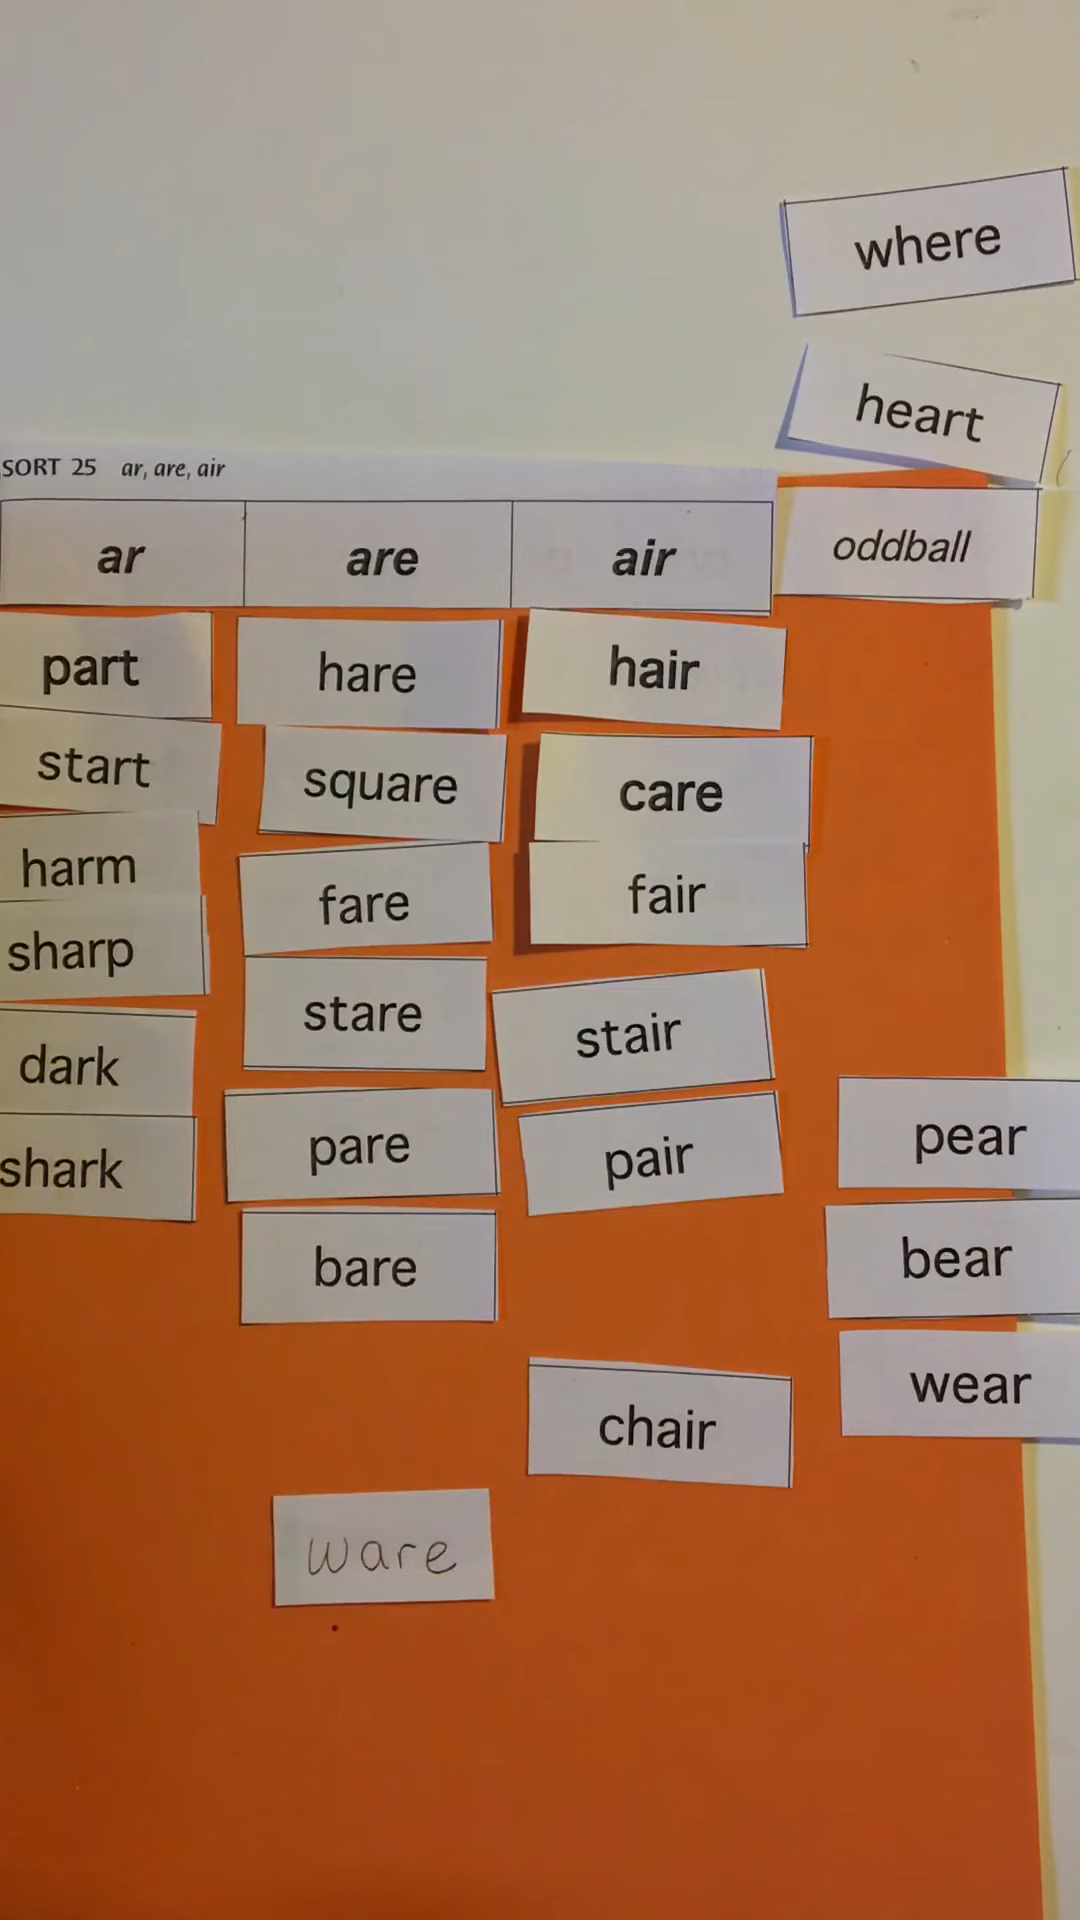 where
heart
SORT 25 ar, are, air
ar are air oddball
part hare hair
start square care
harm fare fair
sharp stare stair
dark pare pair pear
shark bare bear
chair wear
ware